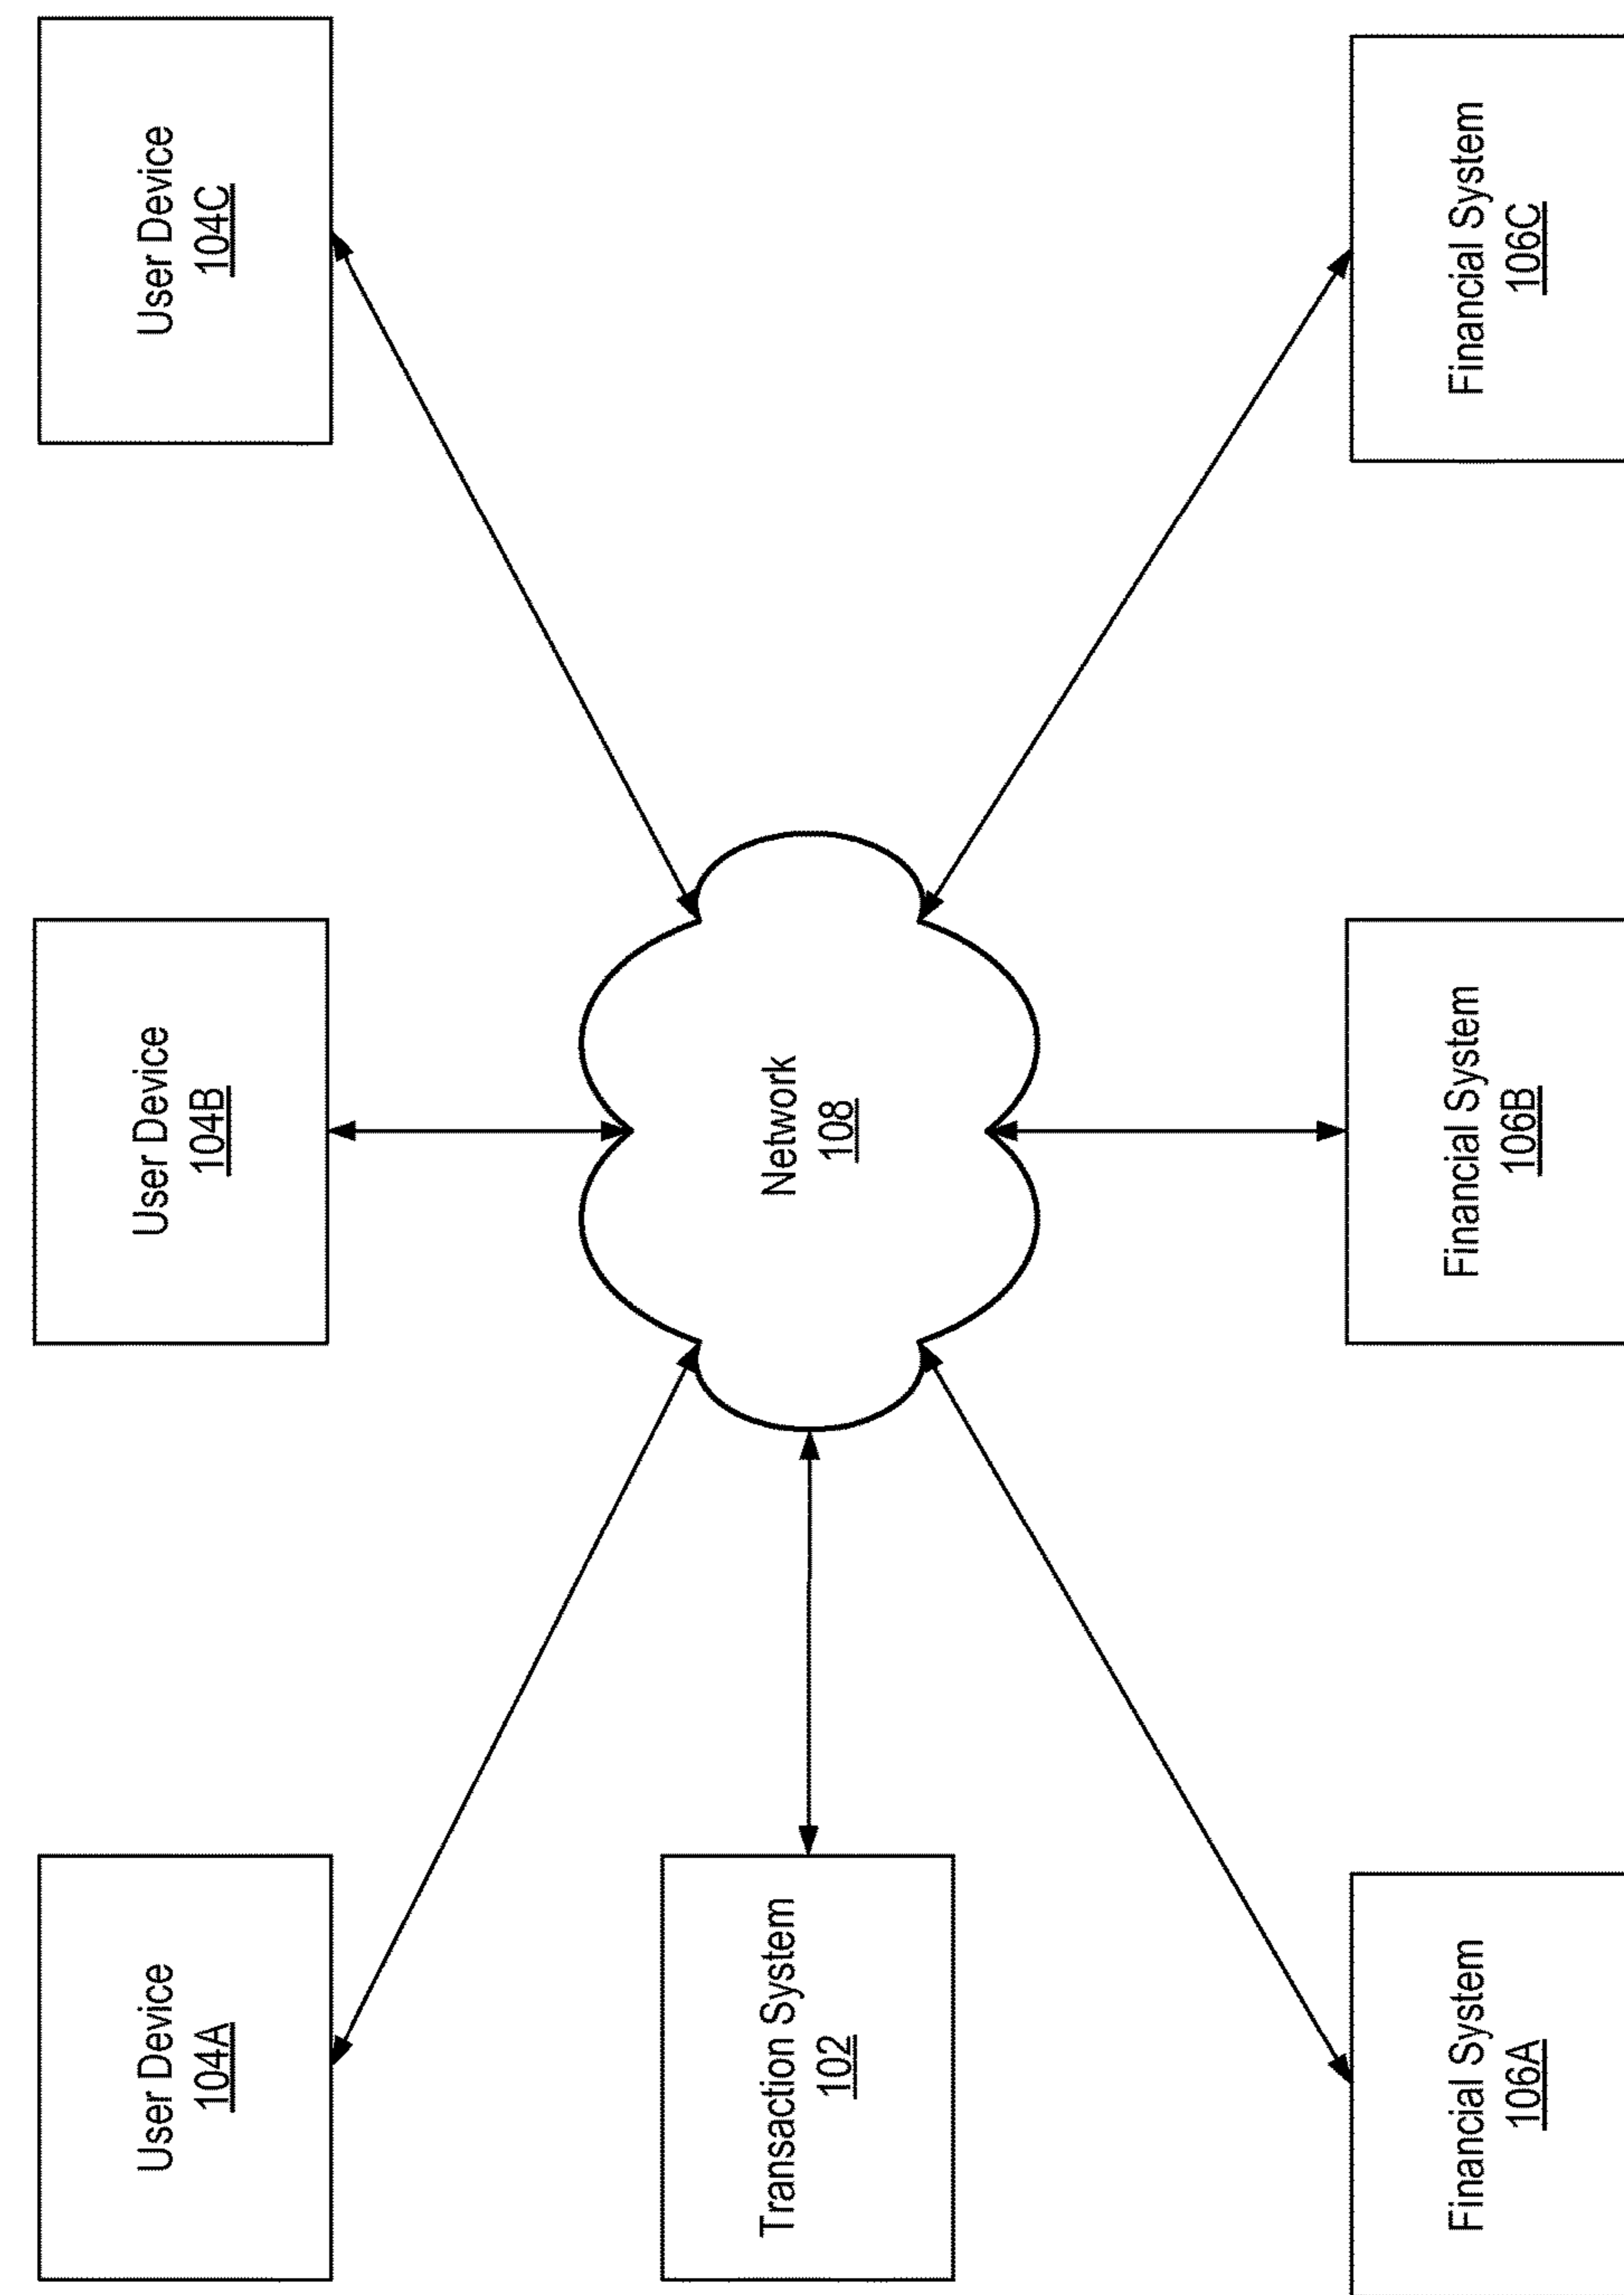 User Device
104A
User Device
104B
User Device
104C
Transaction System
102
Network
108
Financial System
106A
Financial System
106B
Financial System
106C